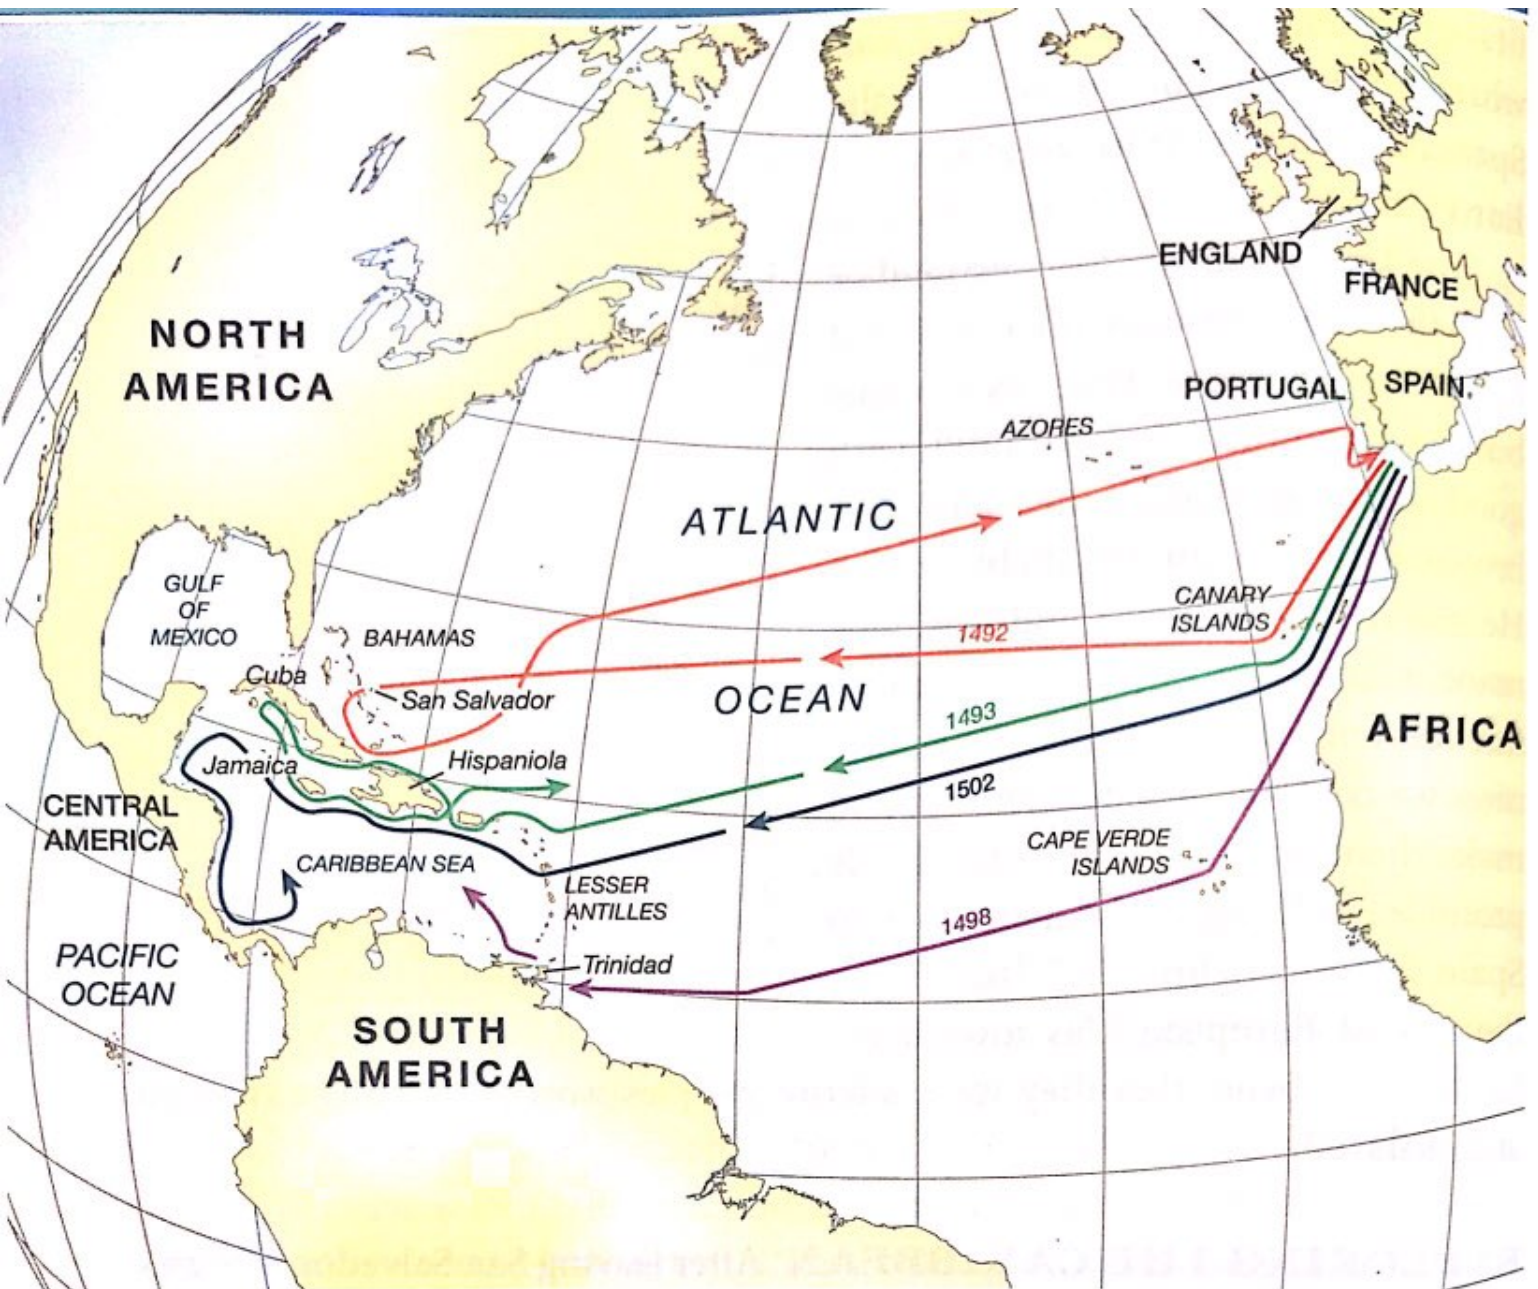 ENGLAND
FRANCE
NORTH
AMERICA
PORTUGAL
SPAIN
AZORES
ATLANTIC
GULF
OF
MEXICO
CANARY
ISLANDS
1492
BAHAMAS
Cuba
San Salvador
OCEAN
1493
AFRICA
Hispaniola
Jamaica
1502
CENTRAL
AMERICA
CAPE VERDE
ISLANDS
CARIBBEAN SEA
LESSER
ANTILLES
1498
PACIFIC
OCEAN
Trinidad
SOUTH
AMERICA